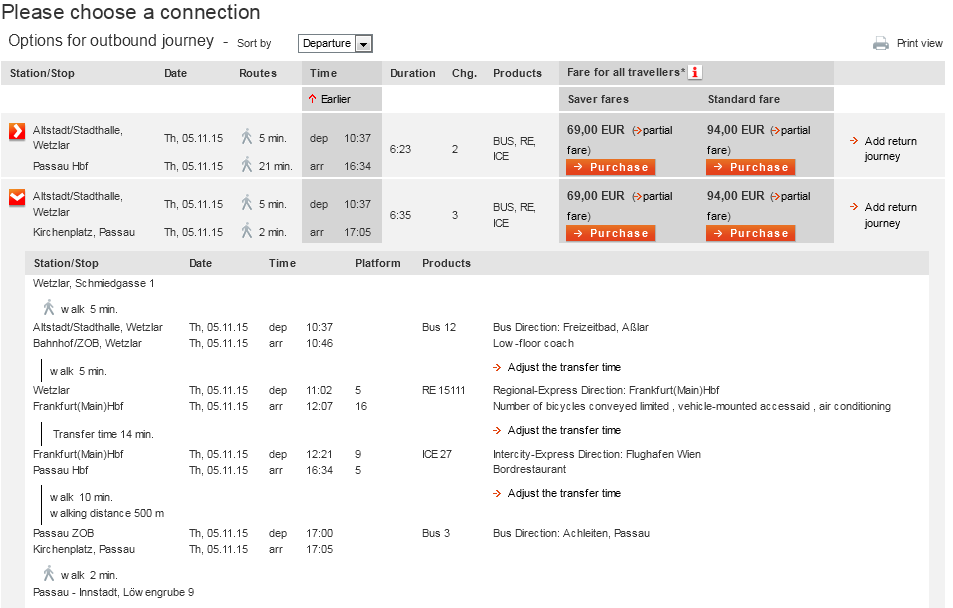 Please choose a connection
Options for outbound journey - Sort by Departure Print view
Station/Stop Date Routes Time Duration Chg. Products Fare for all travellers* i
Earlier Saver fares Standard fare
Altstadt/Stadthalle, Wetzlar Th, 05.11.15 5 min. dep 10:37 6:23 2 BUS, RE, ICE 69,00 EUR (→partial fare) 94,00 EUR (→partial fare) → Add return journey
Passau Hbf Th, 05.11.15 21 min. arr 16:34 → Purchase → Purchase
Altstadt/Stadthalle, Wetzlar Th, 05.11.15 5 min. dep 10:37 6:35 3 BUS, RE, ICE 69,00 EUR (→partial fare) 94,00 EUR (→partial fare) → Add return journey
Kirchenplatz, Passau Th, 05.11.15 2 min. arr 17:05 → Purchase → Purchase
Station/Stop Date Time Platform Products
Wetzlar, Schmiedgasse 1
walk 5 min.
Altstadt/Stadthalle, Wetzlar Th, 05.11.15 dep 10:37 Bus 12 Bus Direction: Freizeitbad, Aßlar
Bahnhof/ZOB, Wetzlar Th, 05.11.15 arr 10:46 Low-floor coach
walk 5 min. → Adjust the transfer time
Wetzlar Th, 05.11.15 dep 11:02 5 RE 15111 Regional-Express Direction: Frankfurt(Main)Hbf
Frankfurt(Main)Hbf Th, 05.11.15 arr 12:07 16 Number of bicycles conveyed limited , vehicle-mounted accessaid , air conditioning
Transfer time 14 min. → Adjust the transfer time
Frankfurt(Main)Hbf Th, 05.11.15 dep 12:21 9 ICE 27 Intercity-Express Direction: Flughafen Wien
Passau Hbf Th, 05.11.15 arr 16:34 5 Bordrestaurant
walk 10 min. → Adjust the transfer time
walking distance 500 m
Passau ZOB Th, 05.11.15 dep 17:00 Bus 3 Bus Direction: Achleiten, Passau
Kirchenplatz, Passau Th, 05.11.15 arr 17:05
walk 2 min.
Passau - Innstadt, Löwengrube 9